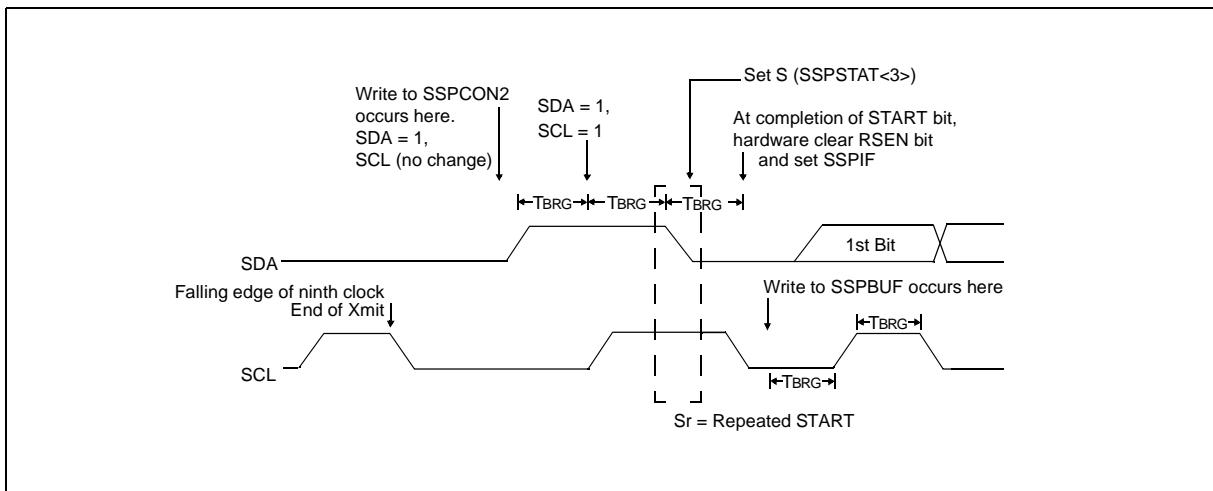 Set S (SSPSTAT<3>)
Write to SSPCON2
occurs here.
SDA = 1,
SCL (no change)
SDA = 1,
SCL = 1
At completion of START bit,
hardware clear RSEN bit
and set SSPIF
TBRG
TBRG
TBRG
SDA
1st Bit
Falling edge of ninth clock
End of Xmit
Write to SSPBUF occurs here
TBRG
SCL
TBRG
Sr = Repeated START